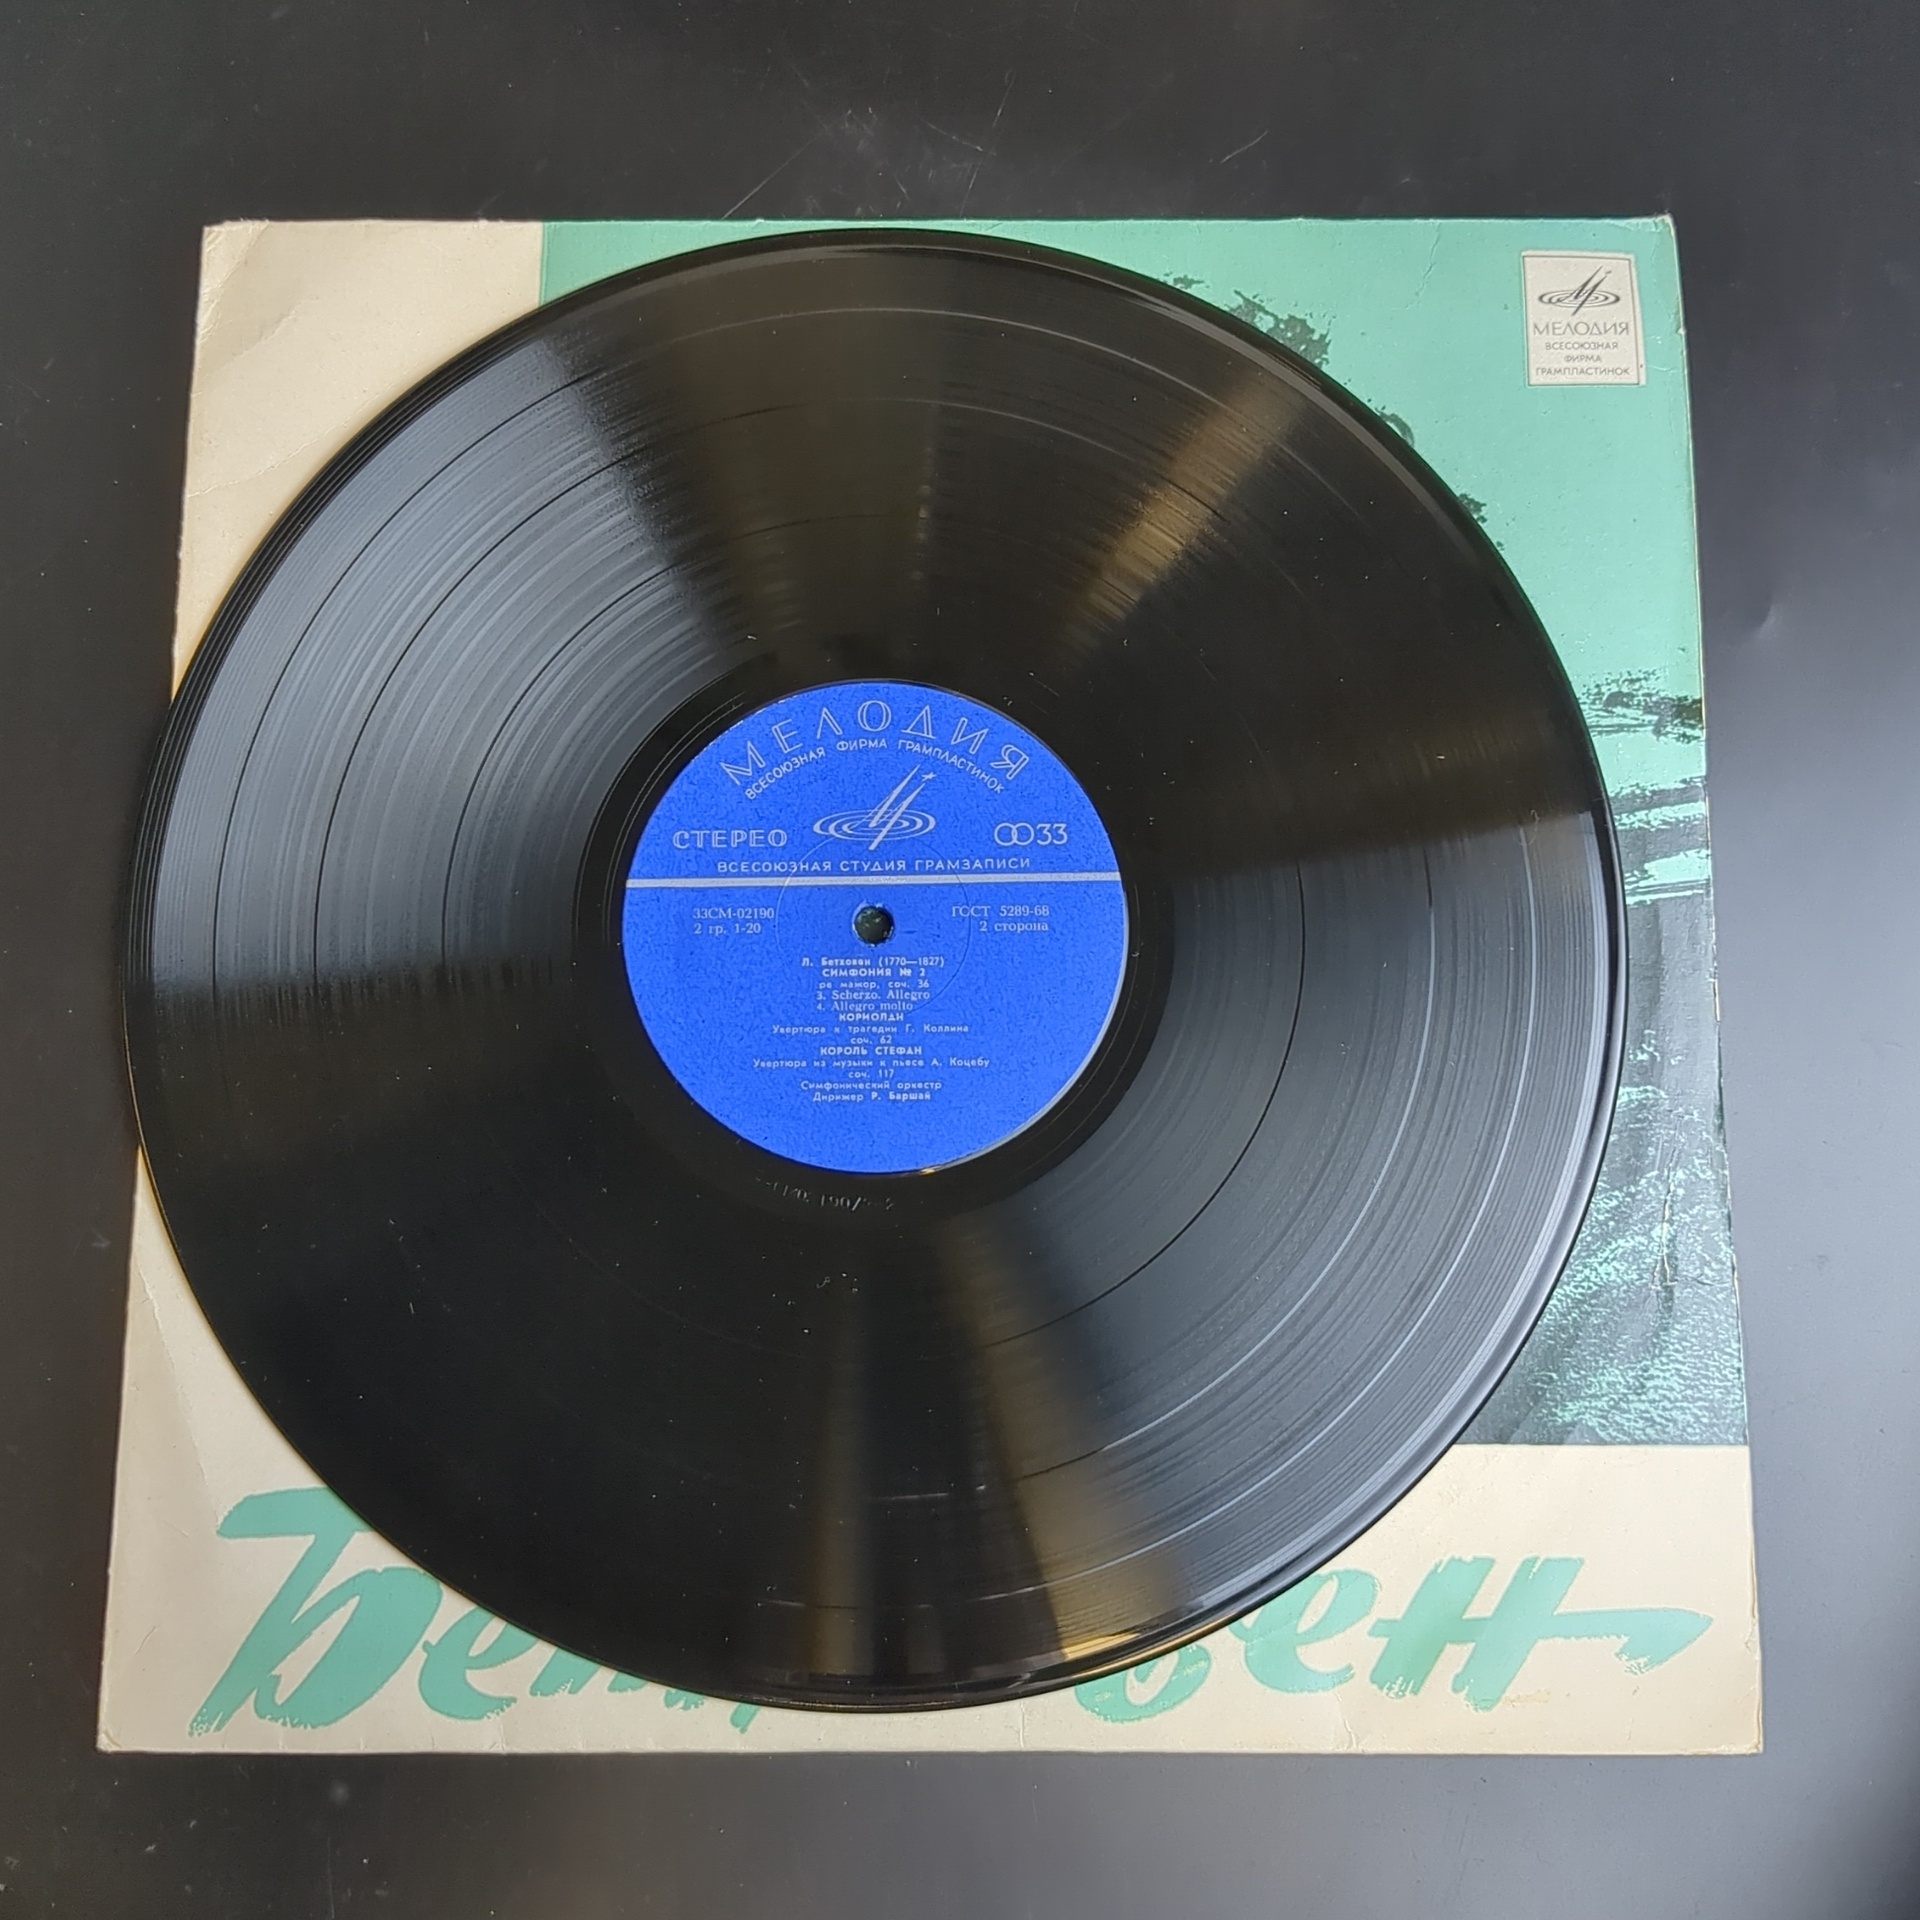 МЕЛОДИЯ
ВСЕСОЮЗНАЯ
ФИРМА
ГРАМПЛАСТИНОК
МЕЛОДИЯ
ВСЕСОЮЗНАЯ ФИРМА ГРАМПЛАСТИНОК
СТЕРЕО
33
ВСЕСОЮЗНАЯ СТУДИЯ ГРАМЗАПИСИ
33СМ-02190
ГОСТ 5289-68
2 гр. 1-20
2 сторона
Л. Бетховен (1770—1827)
СИМФОНИЯ № 2
ре мажор, соч. 36
3. Scherzo. Allegro
4. Allegro molto
КОРИОЛАН
Увертюра к трагедии Г. Коллина
соч. 62
КОРОЛЬ СТЕФАН
Увертюра из музыки к пьесе А. Коцебу
соч. 117
Симфонический оркестр
Дирижер Р. Баршай